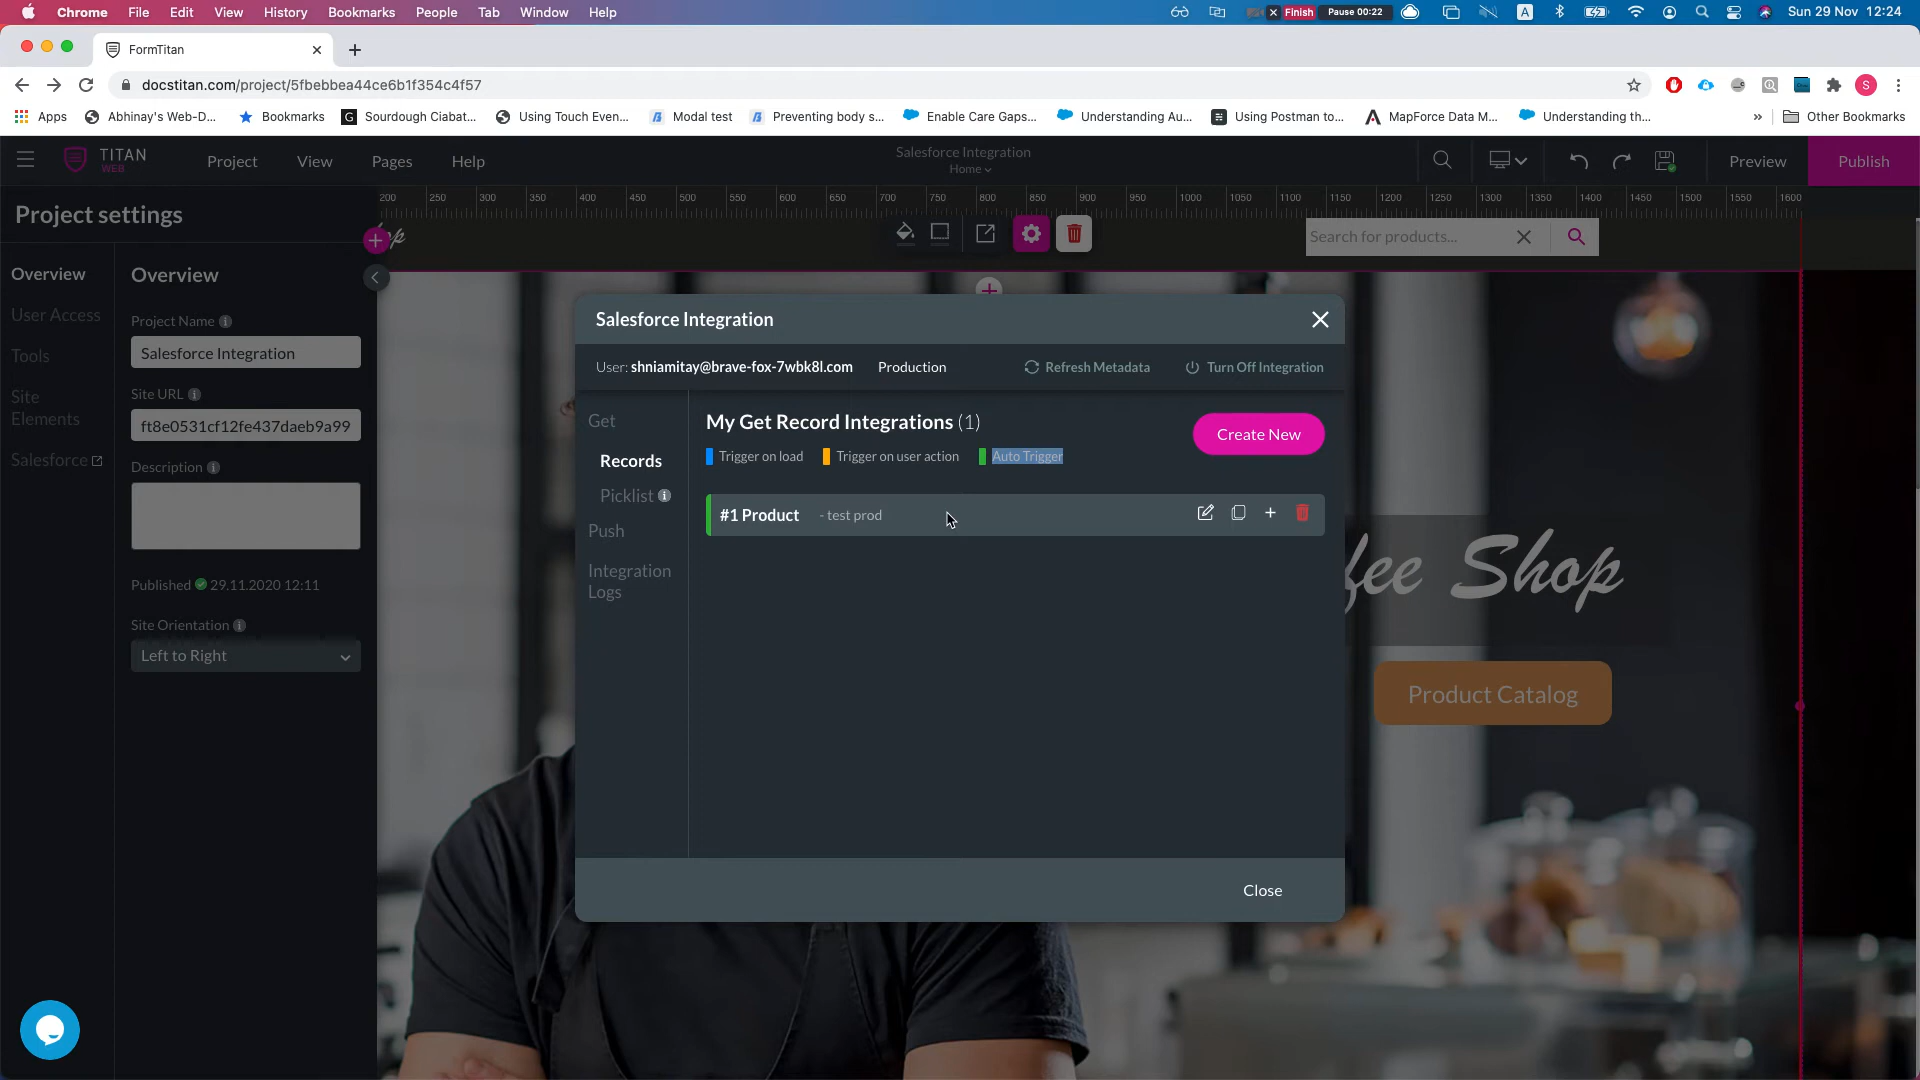 Chrome File Edit View History Bookmarks People Tab Window Help
Finish Pause 00:22 A Sun 29 Nov 12:24
FormTitan
docstitan.com/project/5fbebbea44ce6b1f354c4f57
S
Apps Abhinay's Web-D... Bookmarks G Sourdough Ciabat... Using Touch Even... Modal test Preventing body s... Enable Care Gaps... Understanding Au... Using Postman to... MapForce Data M... Understanding th... » Other Bookmarks
TITAN
WEB
Project View Pages Help
Salesforce Integration
Home
Preview Publish
200 250 300 350 400 450 500 550 600 650 700 750 800 850 900 950 1000 1050 1100 1150 1200 1250 1300 1350 1400 1450 1500 1550 1600
Project settings
Search for products...
Overview
User Access
Tools
Site
Elements
Salesforce
Overview
Project Name
Salesforce Integration
Site URL
ft8e0531cf12fe437daeb9a99
Description
Published 29.11.2020 12:11
Site Orientation
Left to Right
Salesforce Integration
User: shniamitay@brave-fox-7wbk8l.com Production Refresh Metadata Turn Off Integration
Get
Records
Picklist
Push
Integration
Logs
My Get Record Integrations (1)
Create New
Trigger on load Trigger on user action Auto Trigger
#1 Product - test prod
Close
fee Shop
Product Catalog